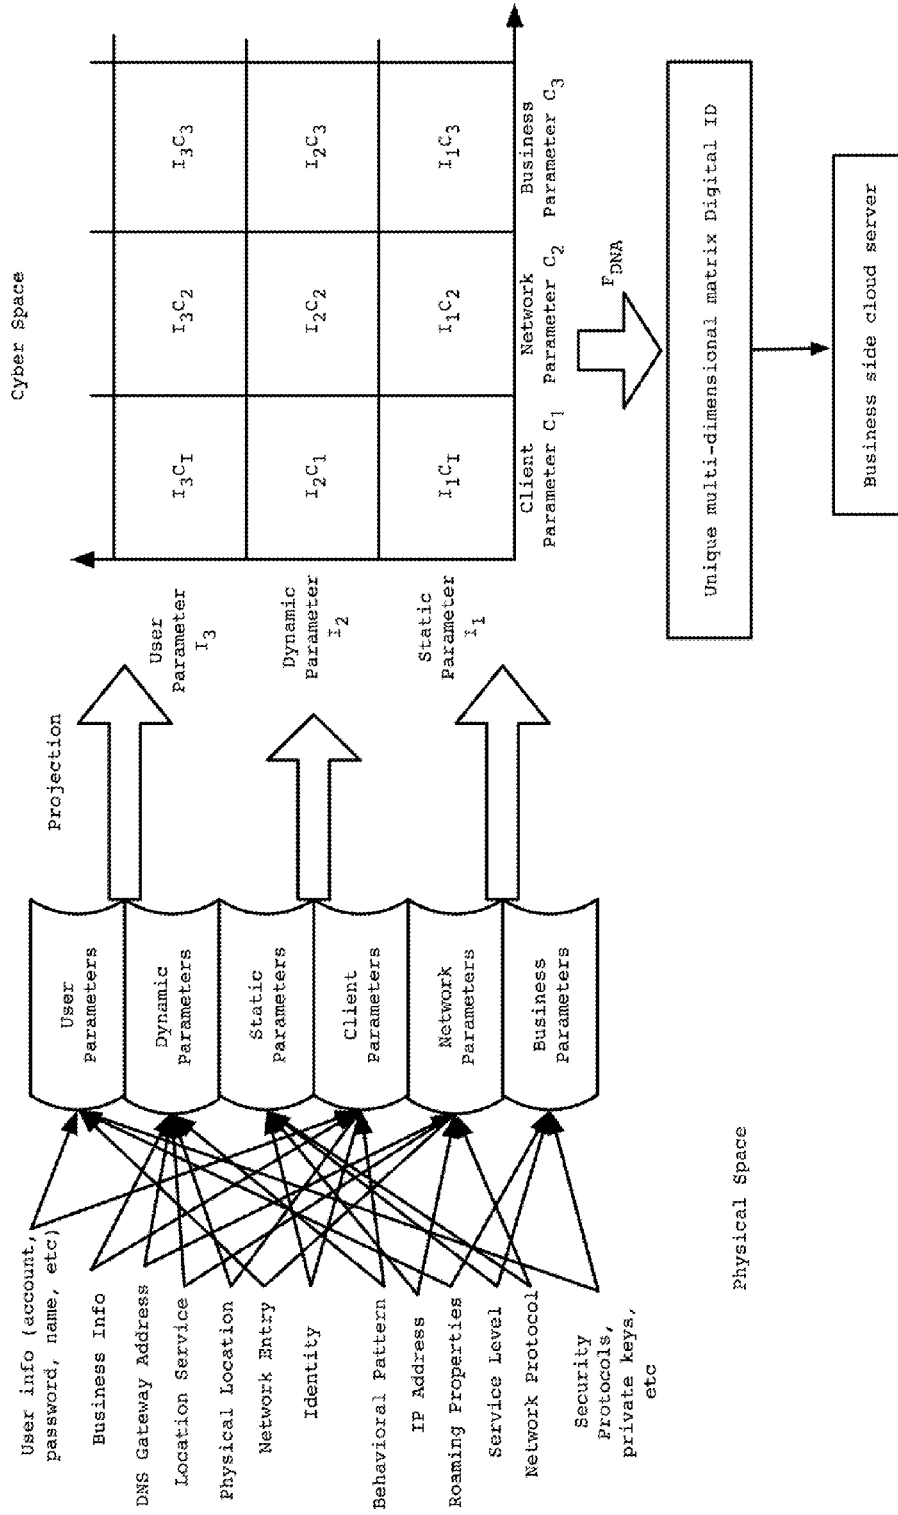 Cyber Space
Projection
Physical Space
User info (account,
password, name, etc)
Business Info
DNS Gateway Address
Location Service
Physical Location
Network Entry
Identity
Behavioral Pattern
IP Address
Roaming Properties
Service Level
Network Protocol
Security
Protocols,
private keys,
etc
User
Parameters
Dynamic
Parameters
Static
Parameters
Client
Parameters
Network
Parameters
Business
Parameters
User
Parameter
I3
Dynamic
Parameter
I2
Static
Parameter
I1
I3CI
I3C2
I3C3
I2C1
I2C2
I2C3
I1CI
I1C2
I1C3
Client
Parameter C1
Network
Parameter C2
Business
Parameter C3
FDNA
Unique multi-dimensional matrix Digital ID
Business side cloud server